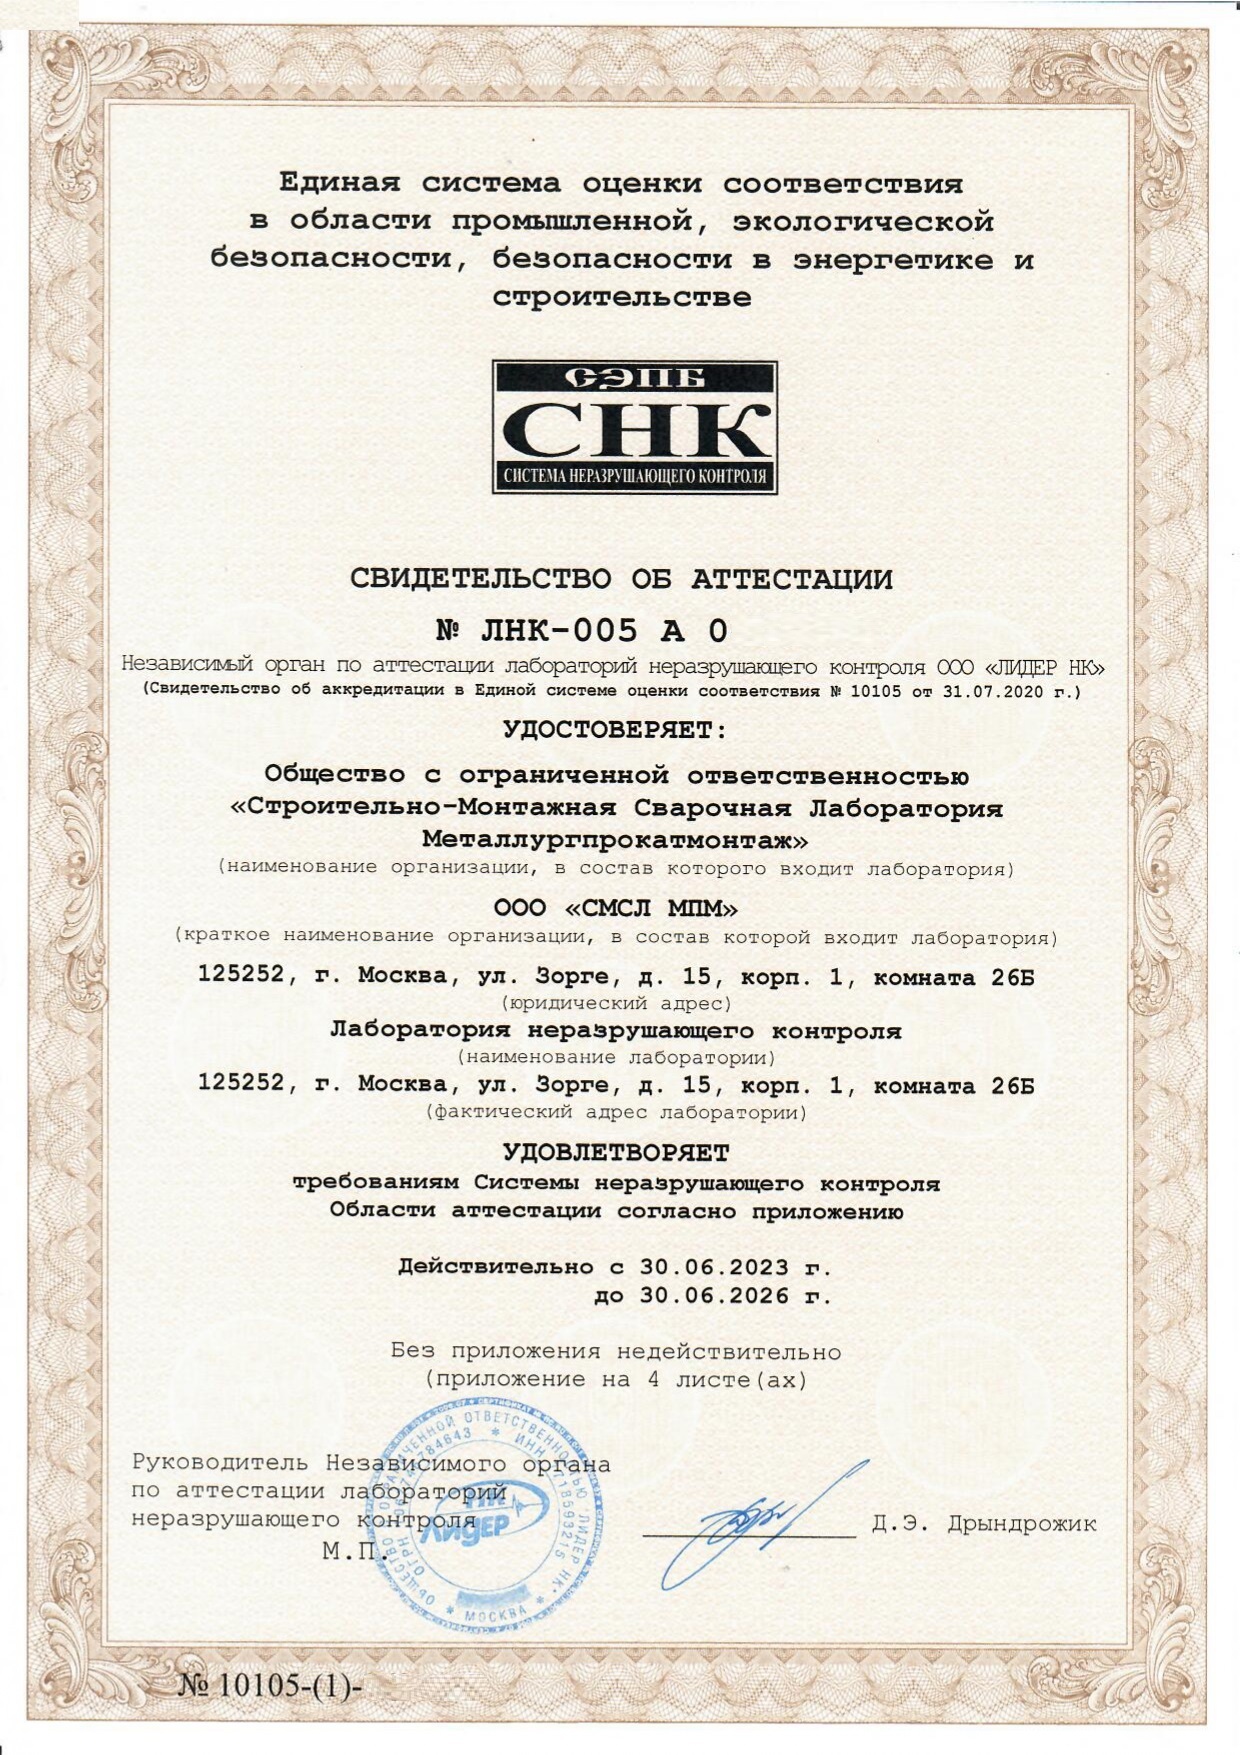 Единая система оценки соответствия
в области промышленной, экологической
безопасности, безопасности в энергетике и
строительстве
СЭПБ
СНК
СИСТЕМА НЕРАЗРУШАЮЩЕГО КОНТРОЛЯ
СВИДЕТЕЛЬСТВО ОБ АТТЕСТАЦИИ
№ ЛНК-005 А 0
Независимый орган по аттестации лабораторий неразрушающего контроля ООО «ЛИДЕР НК»
(Свидетельство об аккредитации в Единой системе оценки соответствия № 10105 от 31.07.2020 г.)
УДОСТОВЕРЯЕТ:
Общество с ограниченной ответственностью
«Строительно-Монтажная Сварочная Лаборатория
Металлургпрокатмонтаж»
(наименование организации, в состав которого входит лаборатория)
ООО «СМСЛ МПМ»
(краткое наименование организации, в состав которой входит лаборатория)
125252, г. Москва, ул. Зорге, д. 15, корп. 1, комната 26Б
(юридический адрес)
Лаборатория неразрушающего контроля
(наименование лаборатории)
125252, г. Москва, ул. Зорге, д. 15, корп. 1, комната 26Б
(фактический адрес лаборатории)
УДОВЛЕТВОРЯЕТ
требованиям Системы неразрушающего контроля
Области аттестации согласно приложению
Действительно с 30.06.2023 г.
до 30.06.2026 г.
Без приложения недействительно
(приложение на 4 листе(ах)
Руководитель Независимого органа
по аттестации лабораторий
неразрушающего контроля
М.П.
Д.Э. Дрындрожик
НК
ЛИДЕР
* МОСКВА *
№ 10105-(1)-